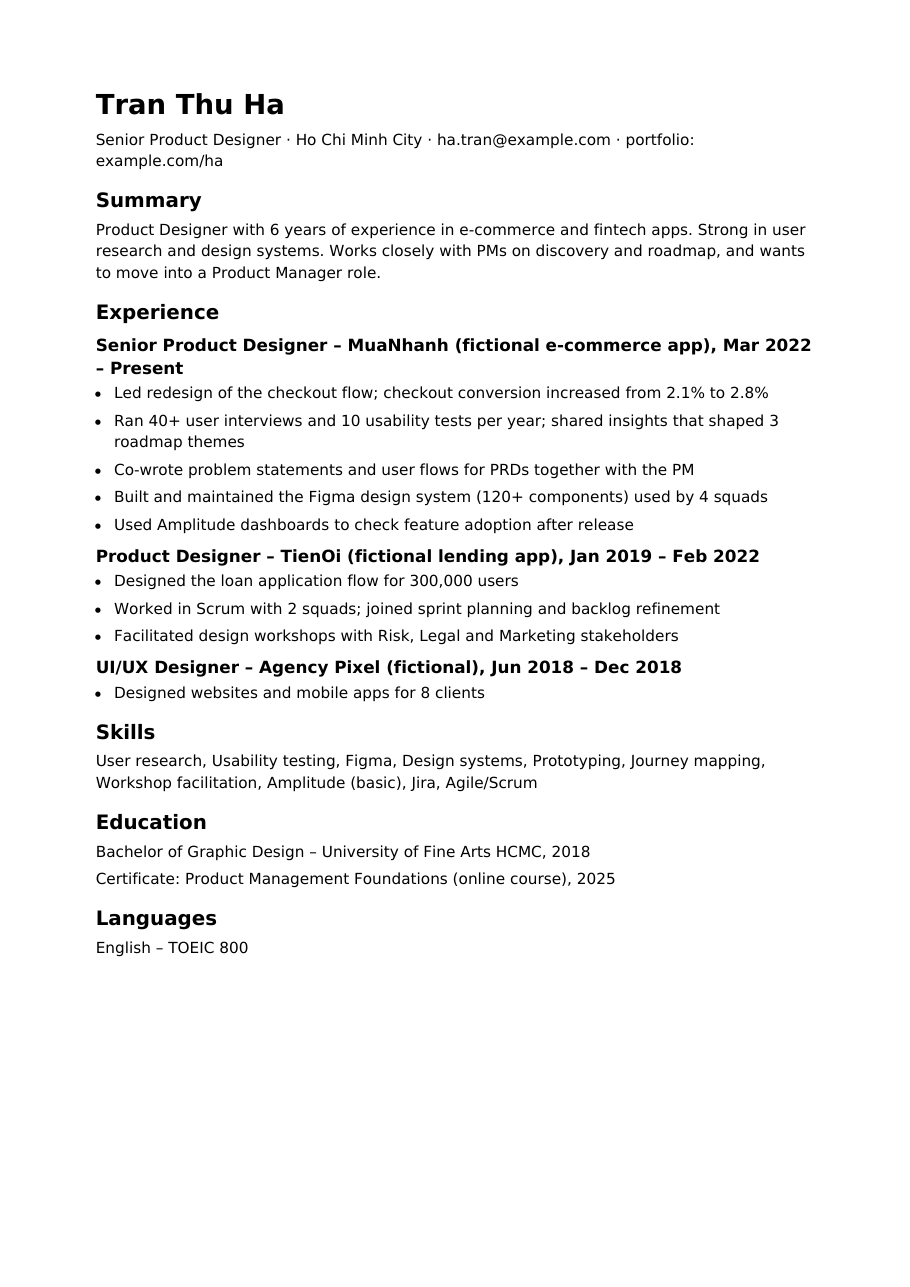 Tran Thu Ha
Senior Product Designer · Ho Chi Minh City · ha.tran@example.com · portfolio:
example.com/ha
Summary
Product Designer with 6 years of experience in e-commerce and fintech apps. Strong in user
research and design systems. Works closely with PMs on discovery and roadmap, and wants
to move into a Product Manager role.
Experience
Senior Product Designer – MuaNhanh (fictional e-commerce app), Mar 2022
– Present
• Led redesign of the checkout flow; checkout conversion increased from 2.1% to 2.8%
• Ran 40+ user interviews and 10 usability tests per year; shared insights that shaped 3
roadmap themes
• Co-wrote problem statements and user flows for PRDs together with the PM
• Built and maintained the Figma design system (120+ components) used by 4 squads
• Used Amplitude dashboards to check feature adoption after release
Product Designer – TienOi (fictional lending app), Jan 2019 – Feb 2022
• Designed the loan application flow for 300,000 users
• Worked in Scrum with 2 squads; joined sprint planning and backlog refinement
• Facilitated design workshops with Risk, Legal and Marketing stakeholders
UI/UX Designer – Agency Pixel (fictional), Jun 2018 – Dec 2018
• Designed websites and mobile apps for 8 clients
Skills
User research, Usability testing, Figma, Design systems, Prototyping, Journey mapping,
Workshop facilitation, Amplitude (basic), Jira, Agile/Scrum
Education
Bachelor of Graphic Design – University of Fine Arts HCMC, 2018
Certificate: Product Management Foundations (online course), 2025
Languages
English – TOEIC 800